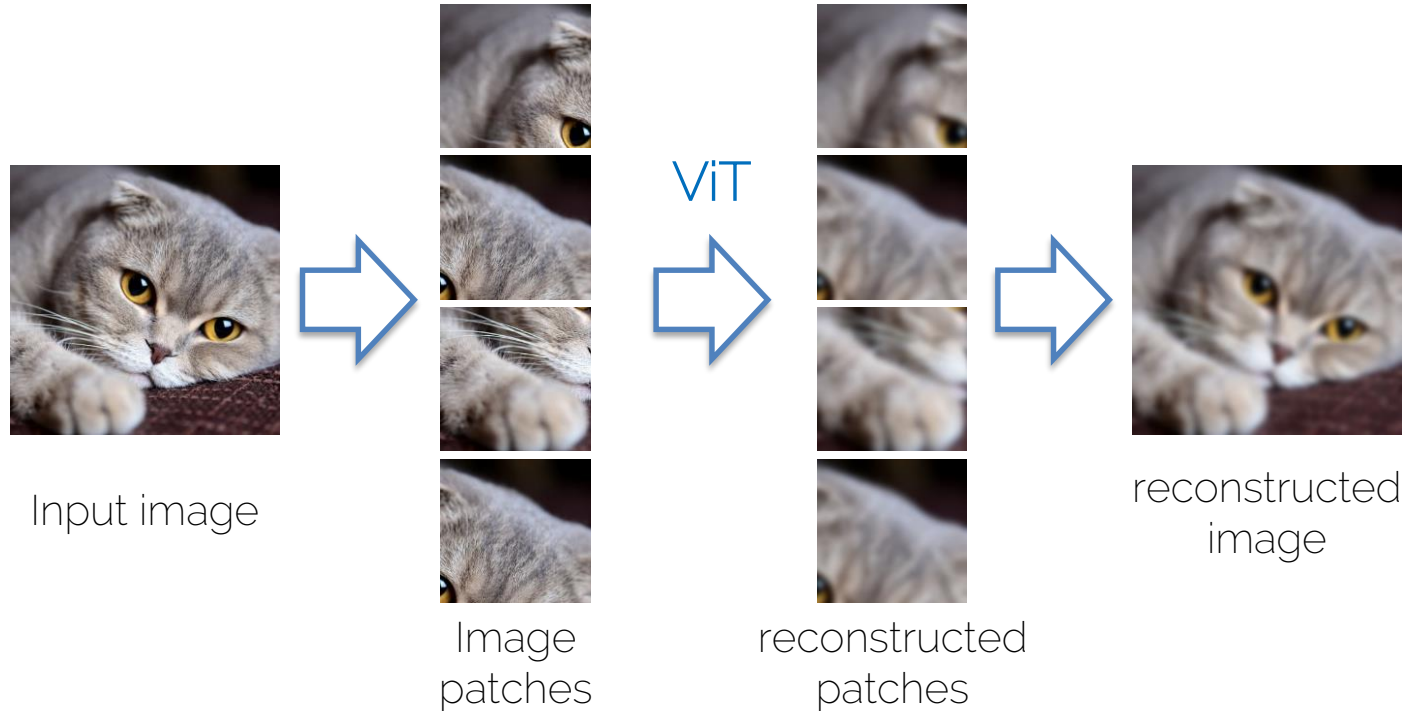 Input image
Image
patches
ViT
reconstructed
patches
reconstructed
image